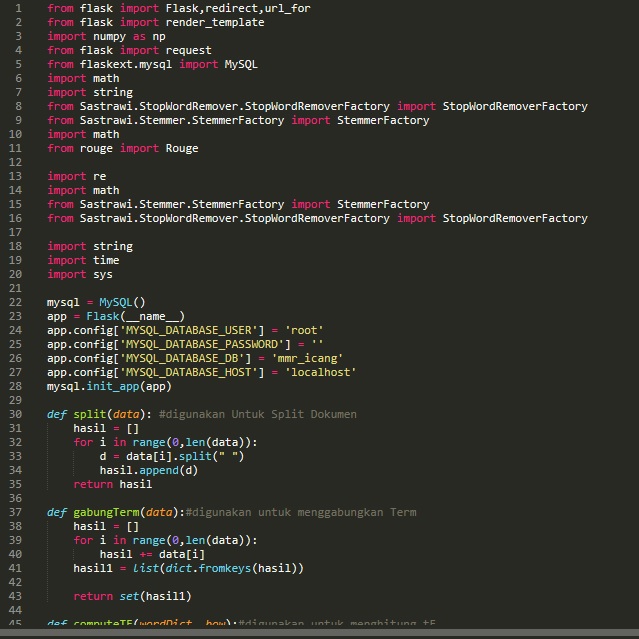 1 from flask import Flask,redirect,url_for
2 from flask import render_template
3 import numpy as np
4 from flask import request
5 from flaskext.mysql import MySQL
6 import math
7 import string
8 from Sastrawi.StopWordRemover.StopWordRemoverFactory import StopWordRemoverFactory
9 from Sastrawi.Stemmer.StemmerFactory import StemmerFactory
10 import math
11 from rouge import Rouge
12
13 import re
14 import math
15 from Sastrawi.Stemmer.StemmerFactory import StemmerFactory
16 from Sastrawi.StopWordRemover.StopWordRemoverFactory import StopWordRemoverFactory
17
18 import string
19 import time
20 import sys
21
22 mysql = MySQL()
23 app = Flask(__name__)
24 app.config['MYSQL_DATABASE_USER'] = 'root'
25 app.config['MYSQL_DATABASE_PASSWORD'] = ''
26 app.config['MYSQL_DATABASE_DB'] = 'mmr_icang'
27 app.config['MYSQL_DATABASE_HOST'] = 'localhost'
28 mysql.init_app(app)
29
30 def split(data): #digunakan Untuk Split Dokumen
31     hasil = []
32     for i in range(0,len(data)):
33         d = data[i].split(" ")
34         hasil.append(d)
35     return hasil
36
37 def gabungTerm(data):#digunakan untuk menggabungkan Term
38     hasil = []
39     for i in range(0,len(data)):
40         hasil += data[i]
41     hasil1 = list(dict.fromkeys(hasil))
42
43     return set(hasil1)
44
45 def computeTF(wordDict, bow):#digunakan untuk menghitung tF